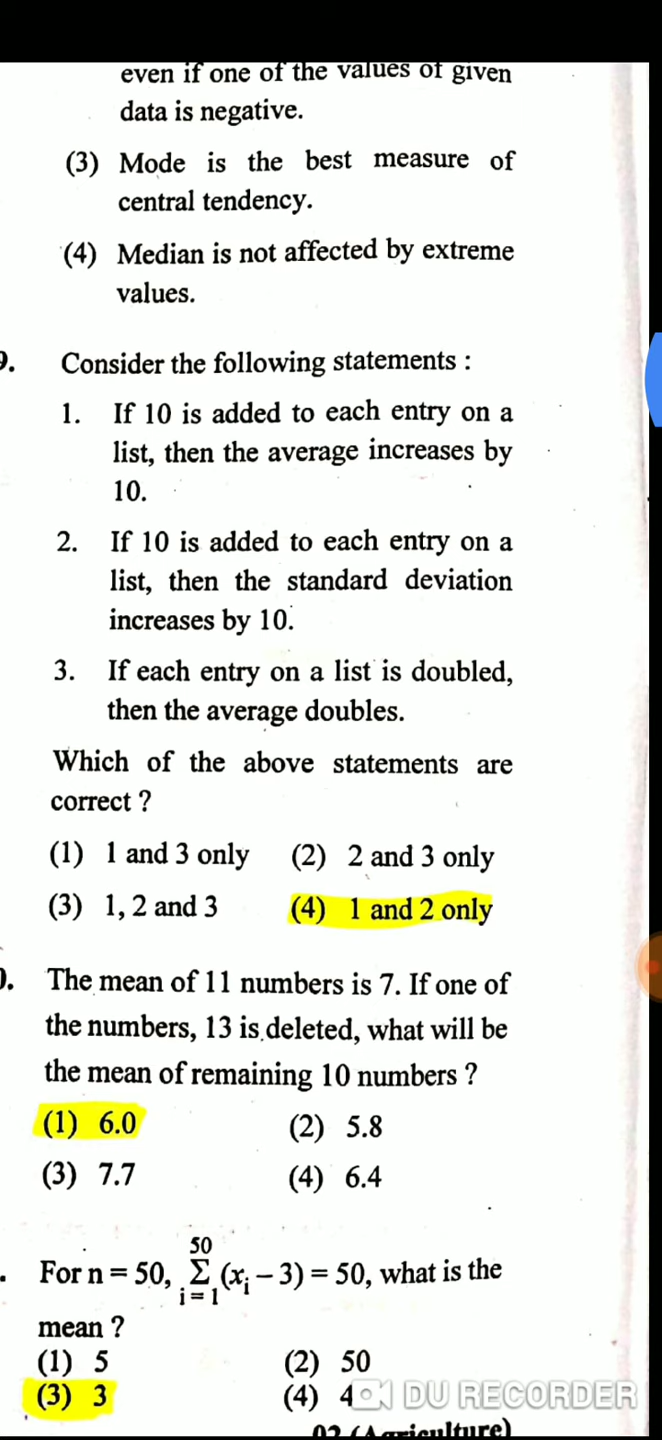 even if one of the values of given
data is negative.
(3) Mode is the best measure of
central tendency.
(4) Median is not affected by extreme
values.
9. Consider the following statements :
1. If 10 is added to each entry on a
list, then the average increases by
10.
2. If 10 is added to each entry on a
list, then the standard deviation
increases by 10.
3. If each entry on a list is doubled,
then the average doubles.
Which of the above statements are
correct ?
(1) 1 and 3 only (2) 2 and 3 only
(3) 1, 2 and 3 (4) 1 and 2 only
0. The mean of 11 numbers is 7. If one of
the numbers, 13 is deleted, what will be
the mean of remaining 10 numbers ?
(1) 6.0 (2) 5.8
(3) 7.7 (4) 6.4
. For n = 50, 50 Σ i = 1 (xi – 3) = 50, what is the
mean ?
(1) 5 (2) 50
(3) 3 (4) 4
DU RECORDER
02 (Agriculture)